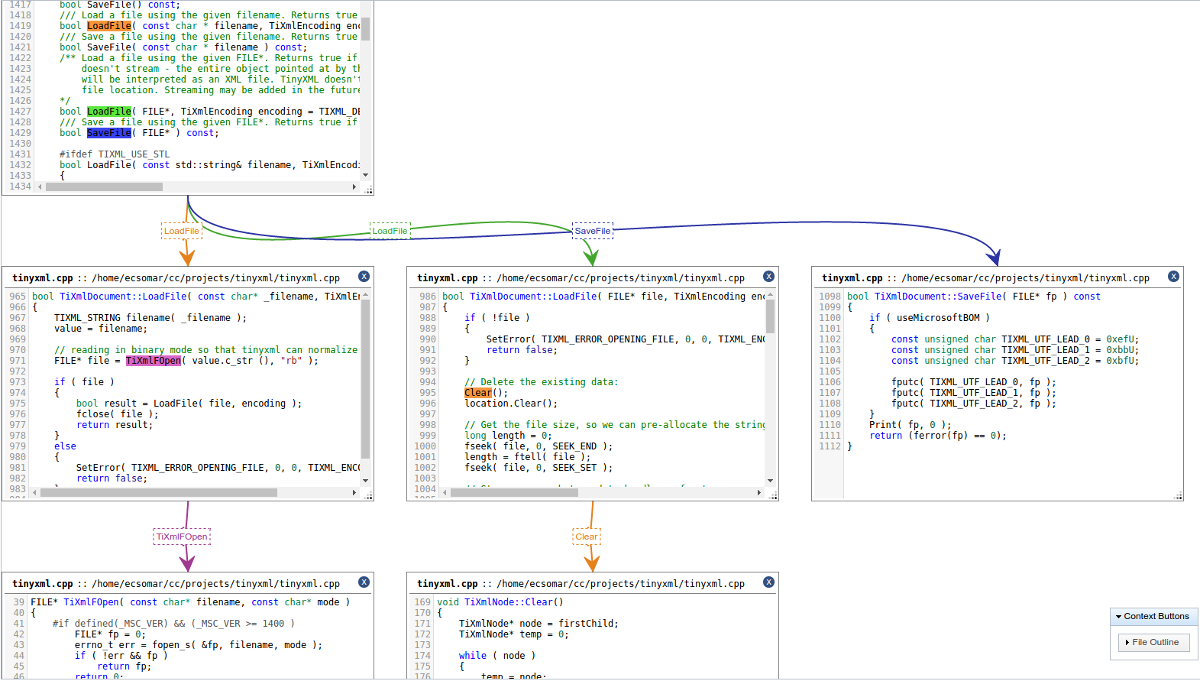 1417 bool SaveFile() const;
1418 /// Load a file using the given filename. Returns true
1419 bool LoadFile( const char * filename, TiXmlEncoding enc
1420 /// Save a file using the given filename. Returns true
1421 bool SaveFile( const char * filename ) const;
1422 /** Load a file using the given FILE*. Returns true if
1423 doesn't stream - the entire object pointed at by th
1424 will be interpreted as an XML file. TinyXML doesn't
1425 file location. Streaming may be added in the future
1426 */
1427 bool LoadFile( FILE*, TiXmlEncoding encoding = TIXML_DE
1428 /// Save a file using the given FILE*. Returns true if
1429 bool SaveFile( FILE* ) const;
1430
1431 #ifdef TIXML_USE_STL
1432 bool LoadFile( const std::string& filename, TiXmlEncodi
1433 {
1434
LoadFile
LoadFile
SaveFile
tinyxml.cpp :: /home/ecsomar/cc/projects/tinyxml/tinyxml.cpp X
965 bool TiXmlDocument::LoadFile( const char* _filename, TiXmlEn
966 {
967 TIXML_STRING filename( _filename );
968 value = filename;
969
970 // reading in binary mode so that tinyxml can normalize
971 FILE* file = TiXmlFOpen( value.c_str (), "rb" );
972
973 if ( file )
974 {
975 bool result = LoadFile( file, encoding );
976 fclose( file );
977 return result;
978 }
979 else
980 {
981 SetError( TIXML_ERROR_OPENING_FILE, 0, 0, TIXML_ENCO
982 return false;
983
tinyxml.cpp :: /home/ecsomar/cc/projects/tinyxml/tinyxml.cpp X
986 bool TiXmlDocument::LoadFile( FILE* file, TiXmlEncoding enc
987 {
988 if ( !file )
989 {
990 SetError( TIXML_ERROR_OPENING_FILE, 0, 0, TIXML_ENC
991 return false;
992 }
993
994 // Delete the existing data:
995 Clear();
996 location.Clear();
997
998 // Get the file size, so we can pre-allocate the string
999 long length = 0;
1000 fseek( file, 0, SEEK_END );
1001 length = ftell( file );
1002 fseek( file, 0, SEEK_SET );
1003
1004
tinyxml.cpp :: /home/ecsomar/cc/projects/tinyxml/tinyxml.cpp X
1098 bool TiXmlDocument::SaveFile( FILE* fp ) const
1099 {
1100 if ( useMicrosoftBOM )
1101 {
1102 const unsigned char TIXML_UTF_LEAD_0 = 0xefU;
1103 const unsigned char TIXML_UTF_LEAD_1 = 0xbbU;
1104 const unsigned char TIXML_UTF_LEAD_2 = 0xbfU;
1105
1106 fputc( TIXML_UTF_LEAD_0, fp );
1107 fputc( TIXML_UTF_LEAD_1, fp );
1108 fputc( TIXML_UTF_LEAD_2, fp );
1109 }
1110 Print( fp, 0 );
1111 return (ferror(fp) == 0);
1112 }
TiXmlFOpen
Clear
tinyxml.cpp :: /home/ecsomar/cc/projects/tinyxml/tinyxml.cpp X
39 FILE* TiXmlFOpen( const char* filename, const char* mode )
40 {
41 #if defined(_MSC_VER) && (_MSC_VER >= 1400 )
42 FILE* fp = 0;
43 errno_t err = fopen_s( &fp, filename, mode );
44 if ( !err && fp )
45 return fp;
46 return 0;
tinyxml.cpp :: /home/ecsomar/cc/projects/tinyxml/tinyxml.cpp X
169 void TiXmlNode::Clear()
170 {
171 TiXmlNode* node = firstChild;
172 TiXmlNode* temp = 0;
173
174 while ( node )
175 {
176 temp = node;
Context Buttons
File Outline